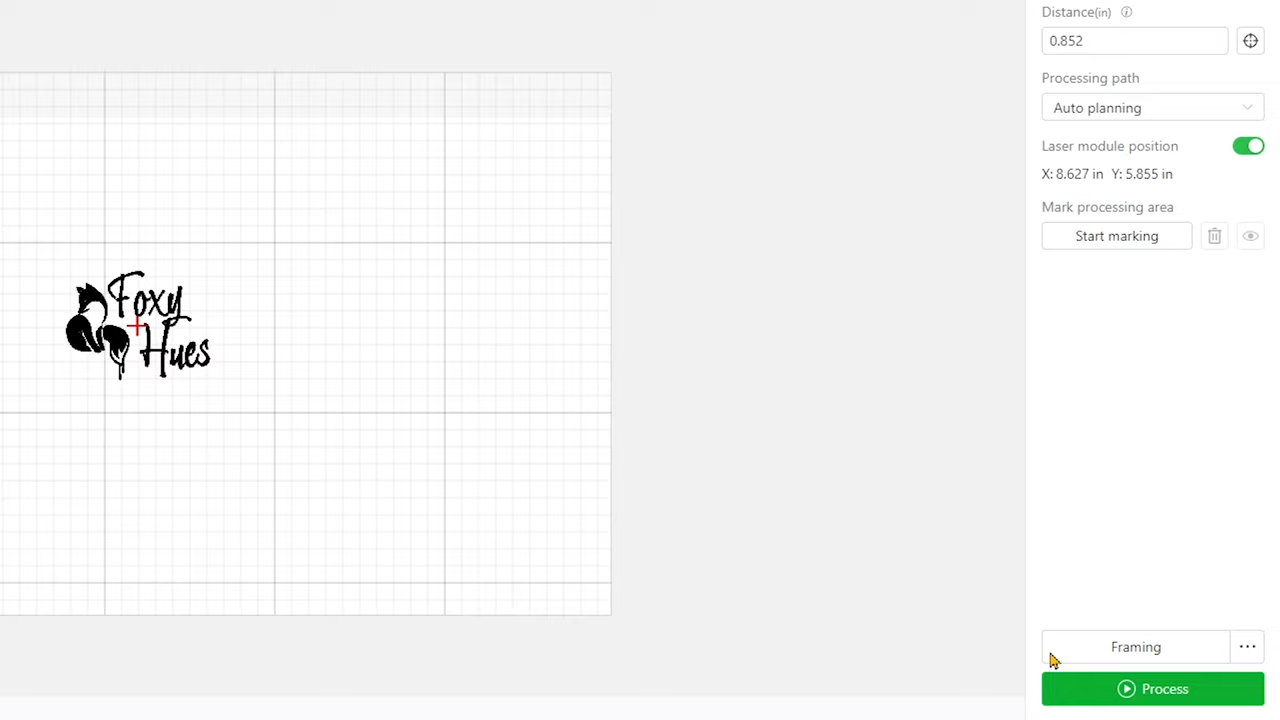 Distance(in)
0.852
Processing path
Auto planning
Laser module position
X: 8.627 in Y: 5.855 in
Mark processing area
Start marking
Foxy
Hues
Framing
Process